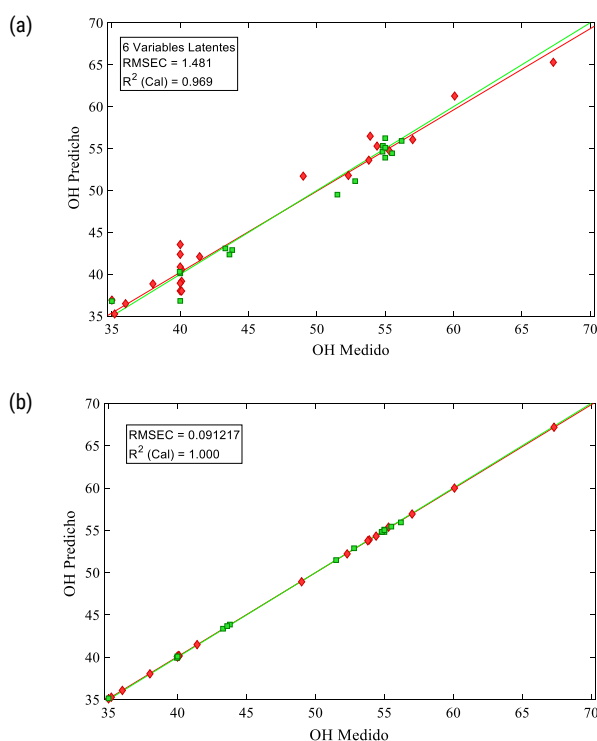 (a)
70
65
60
55
50
45
40
35
OH Predicho
6 Variables Latentes
RMSEC = 1.481
R² (Cal) = 0.969
35 40 45 50 55 60 65 70
OH Medido
(b)
70
65
60
55
50
45
40
35
OH Predicho
RMSEC = 0.091217
R² (Cal) = 1.000
35 40 45 50 55 60 65 70
OH Medido